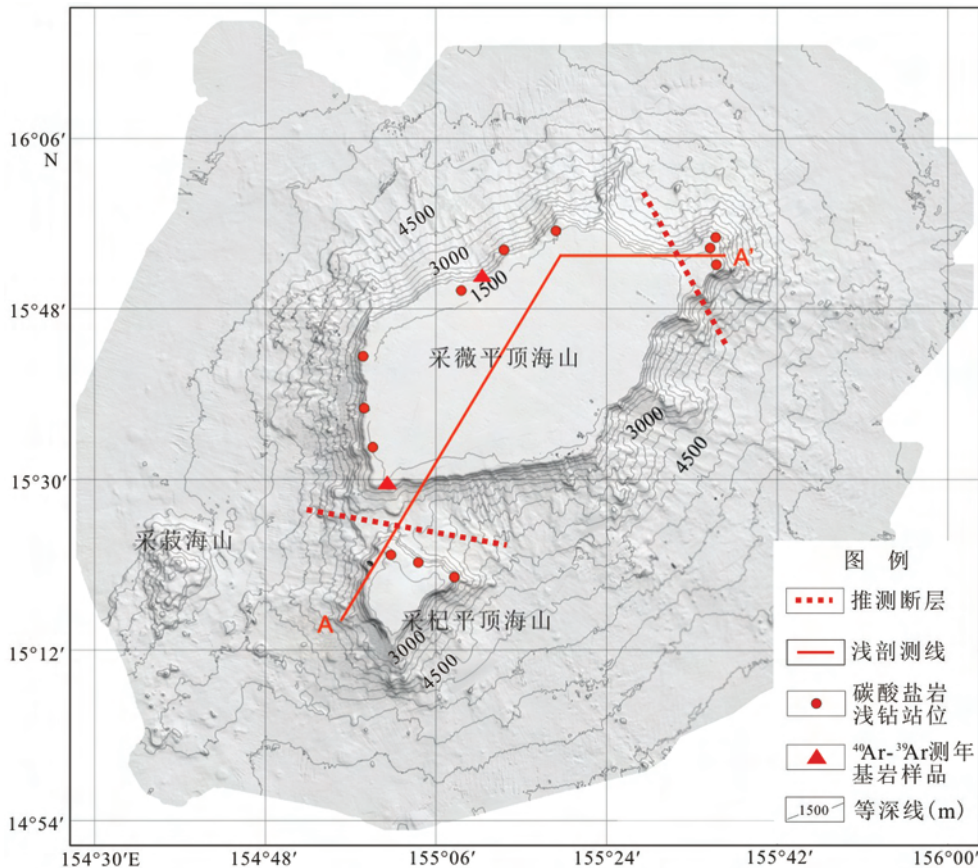 16°06′
N
4500
3000
A′
1500
15°48′
采薇平顶海山
3000
4500
15°30′
采菽海山
图 例
推测断层
A
采杞平顶海山
浅剖测线
3000
4500
15°12′
碳酸盐岩
浅钻站位
⁴⁰Ar-³⁹Ar测年
基岩样品
1500
等深线(m)
14°54′
154°30′E
154°48′
155°06′
155°24′
155°42′
156°00′